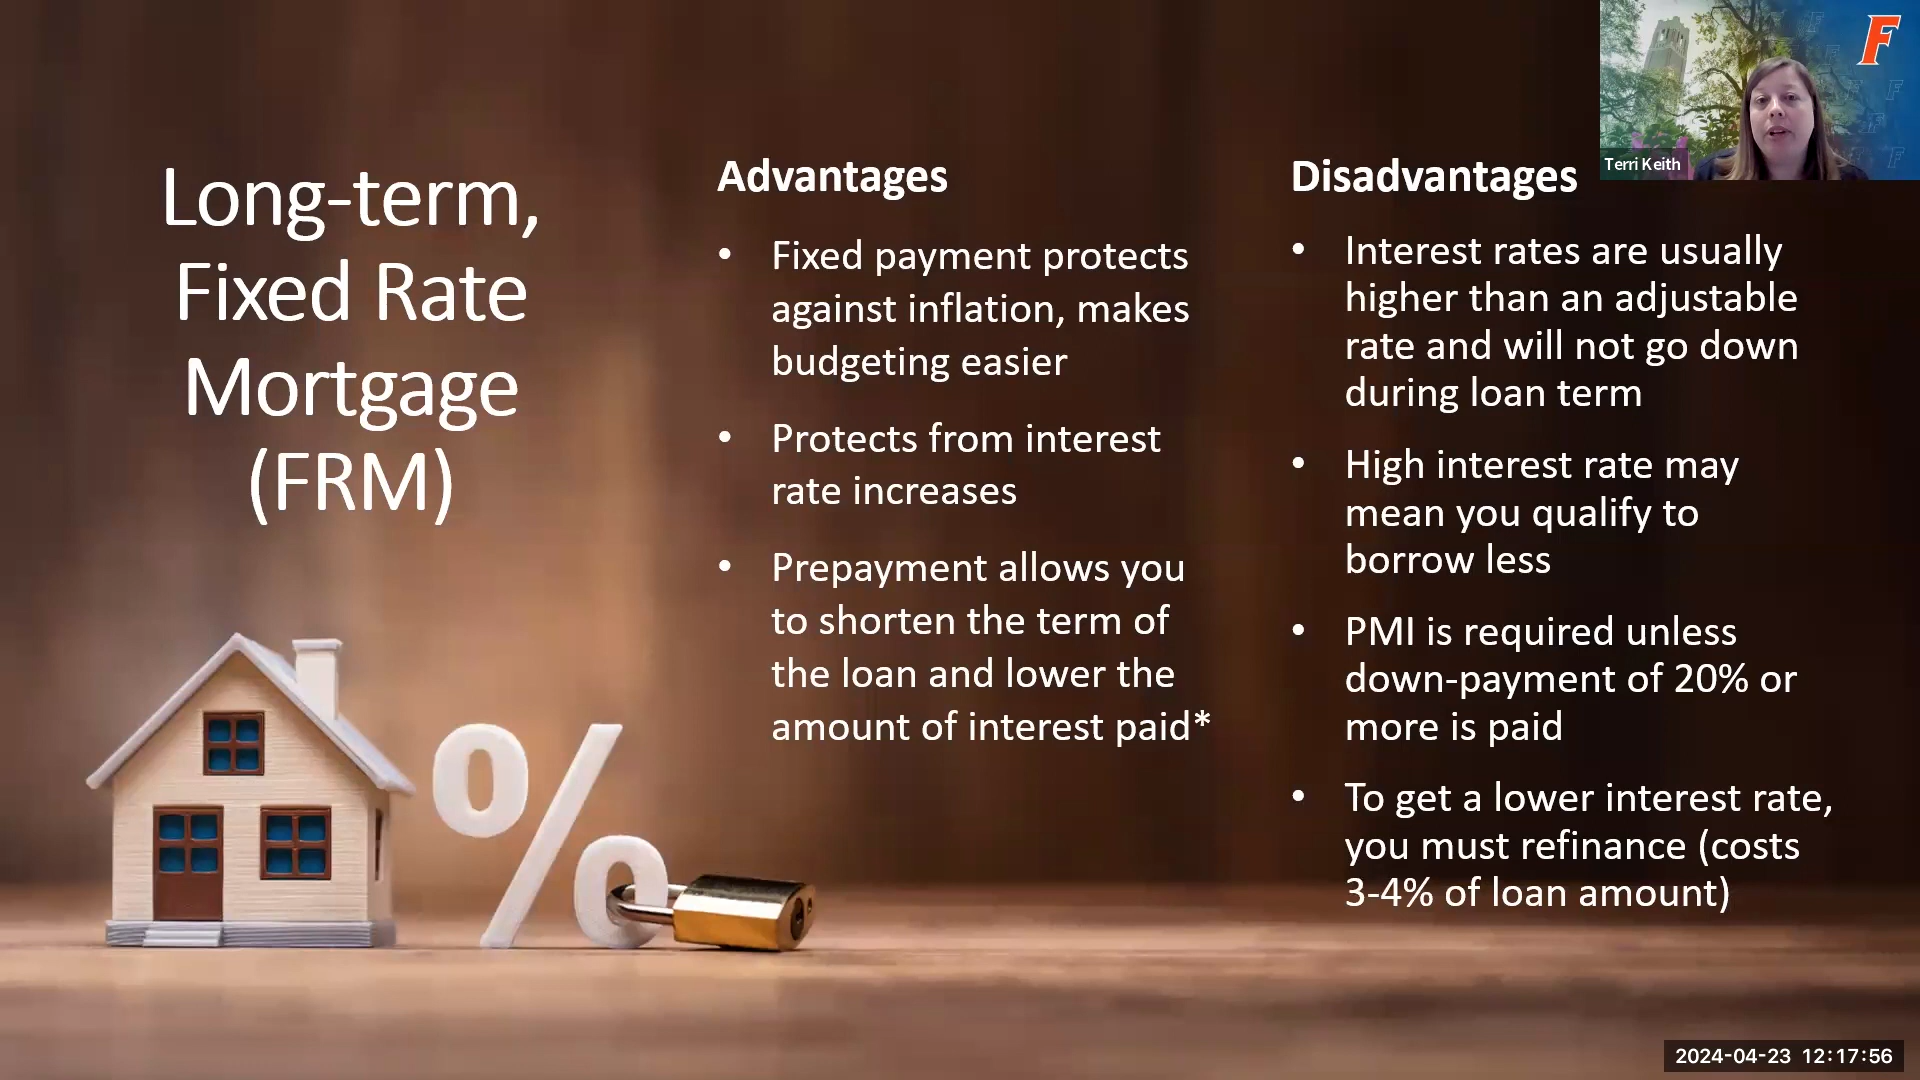 Long-term,
Fixed Rate
Mortgage
(FRM)
Advantages
• Fixed payment protects
against inflation, makes
budgeting easier
• Protects from interest
rate increases
• Prepayment allows you
to shorten the term of
the loan and lower the
amount of interest paid*
Disadvantages
• Interest rates are usually
higher than an adjustable
rate and will not go down
during loan term
• High interest rate may
mean you qualify to
borrow less
• PMI is required unless
down-payment of 20% or
more is paid
• To get a lower interest rate,
you must refinance (costs
3-4% of loan amount)
%
F
Terri Keith
2024-04-23 12:17:56